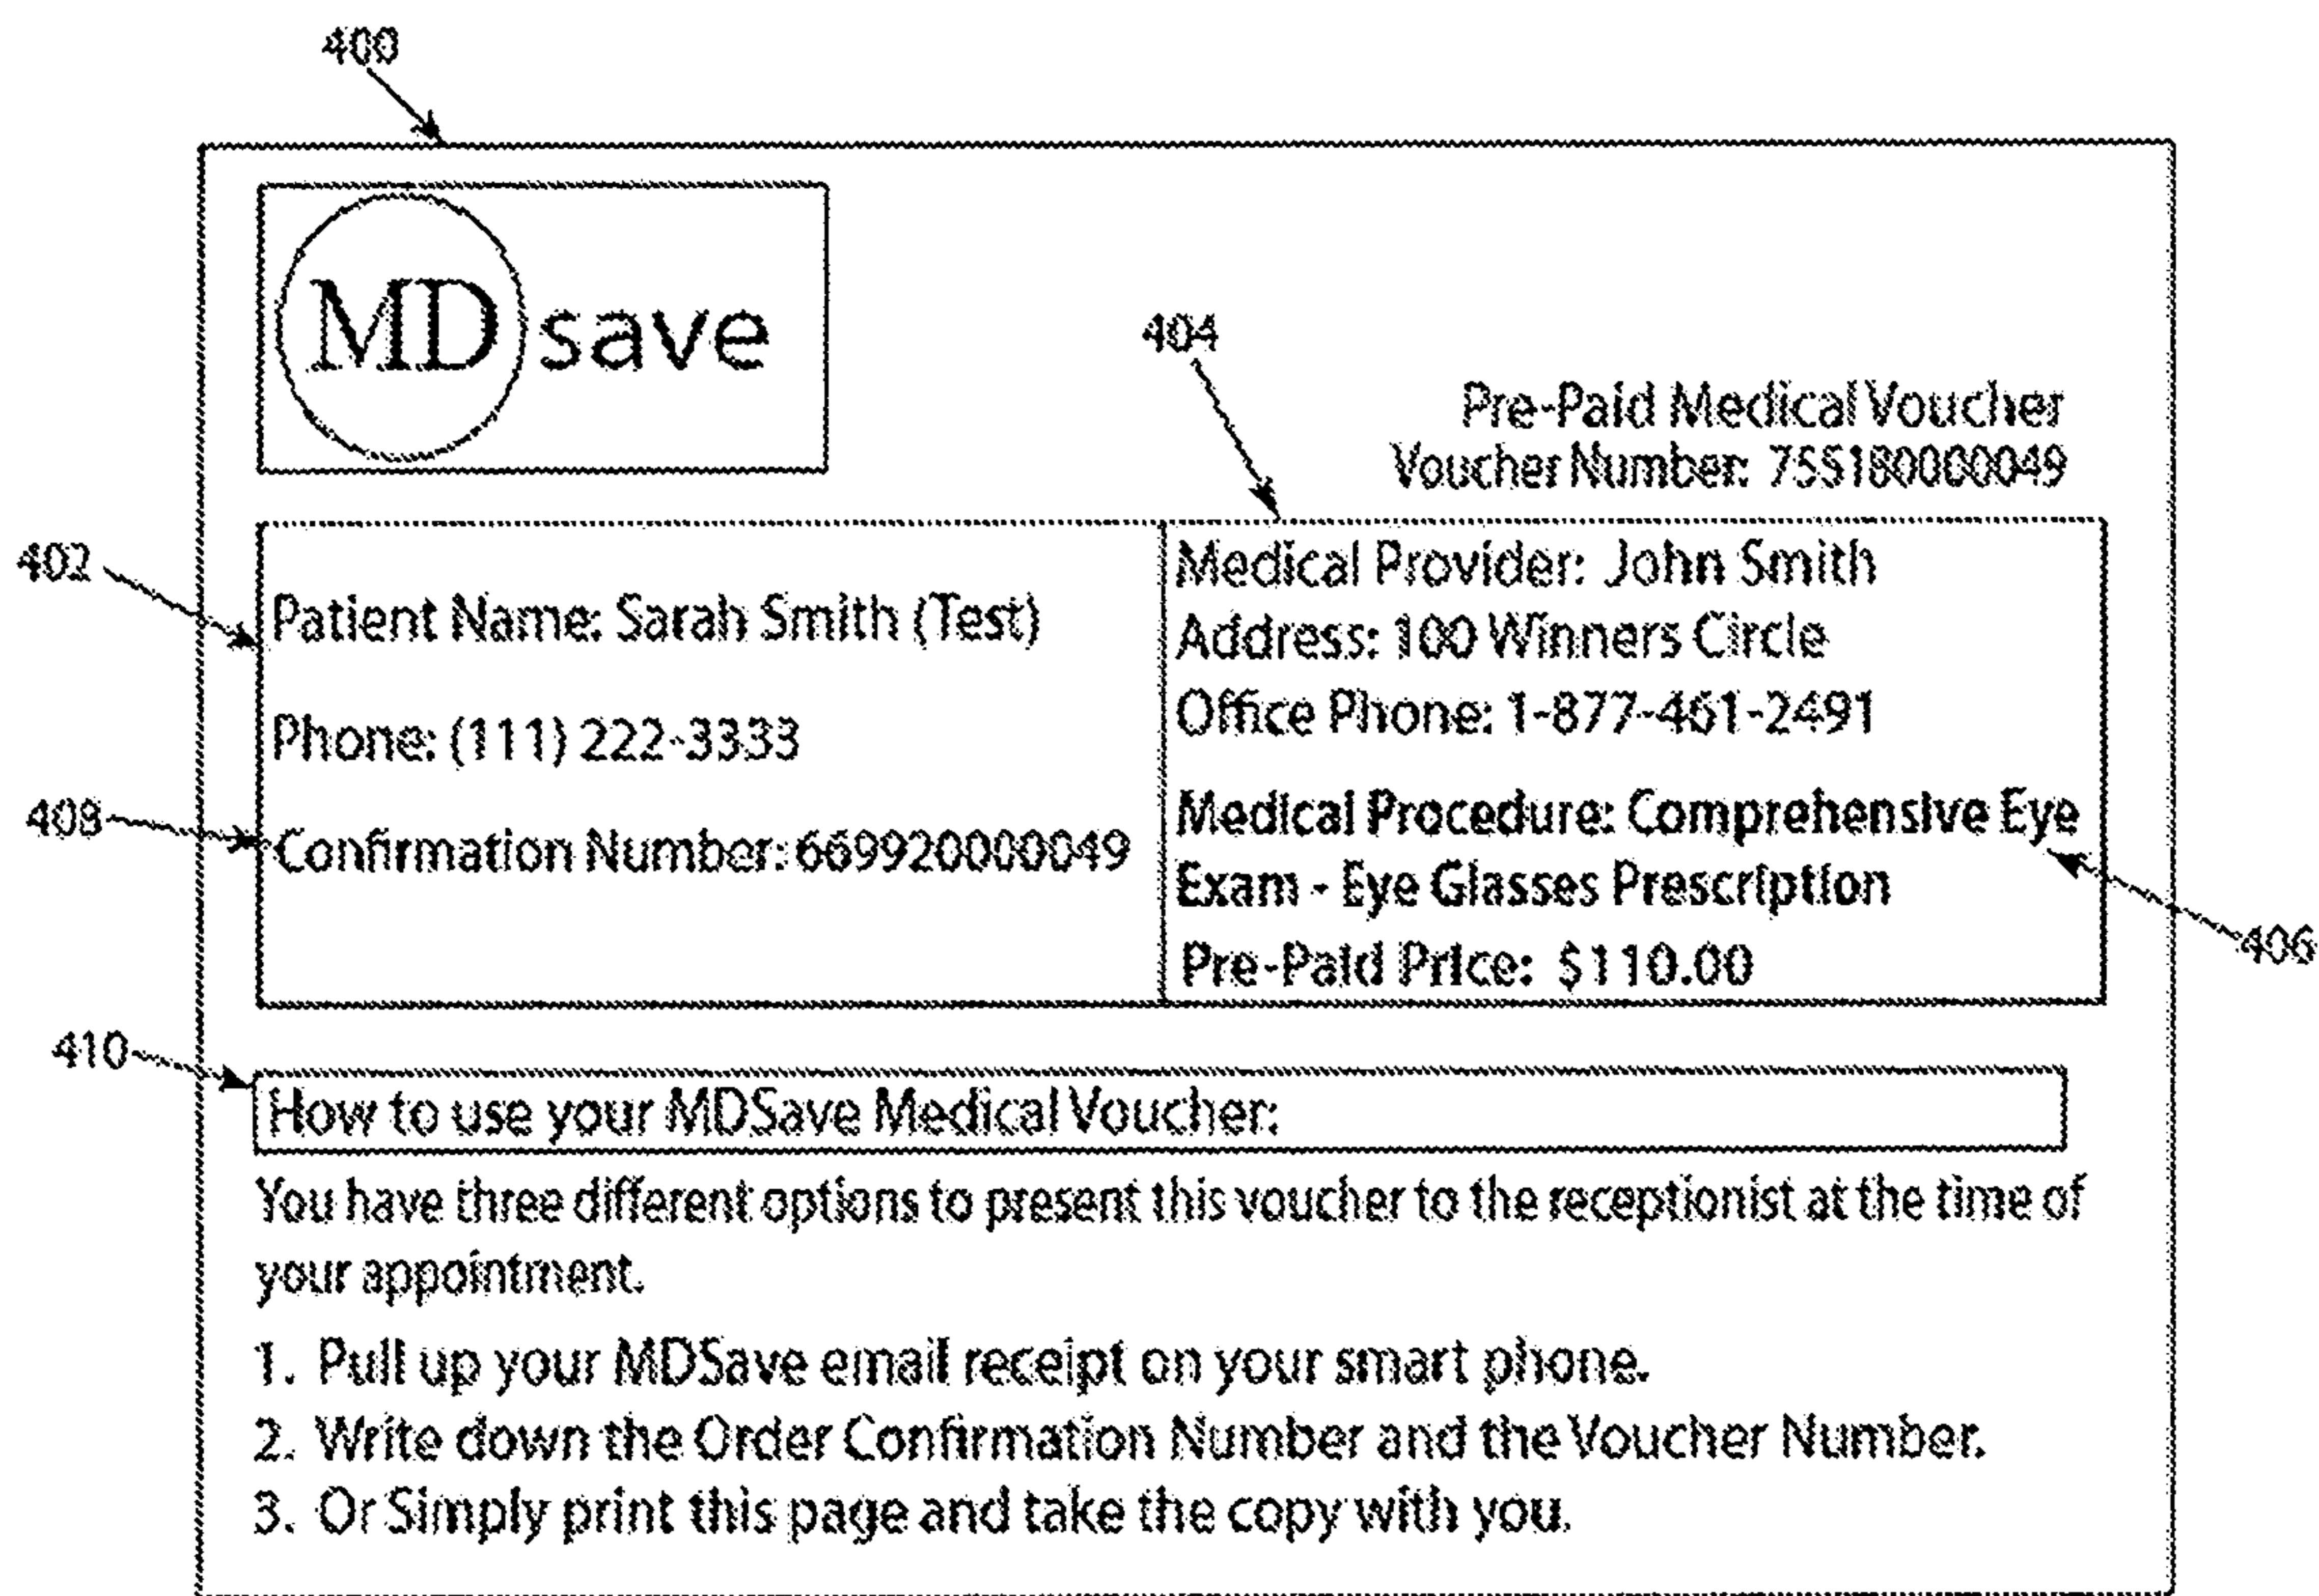 400
MD save
404
Pre-Paid Medical Voucher
Voucher Number: 755180000049
402
Patient Name: Sarah Smith (Test)
Phone: (111) 222-3333
408
Confirmation Number: 669920000049
Medical Provider: John Smith
Address: 100 Winners Circle
Office Phone: 1-877-461-2491
Medical Procedure: Comprehensive Eye
Exam - Eye Glasses Prescription
Pre-Paid Price: $110.00
406
410
How to use your MDSave Medical Voucher:
You have three different options to present this voucher to the receptionist at the time of
your appointment.
1. Pull up your MDSave email receipt on your smart phone.
2. Write down the Order Confirmation Number and the Voucher Number.
3. Or Simply print this page and take the copy with you.